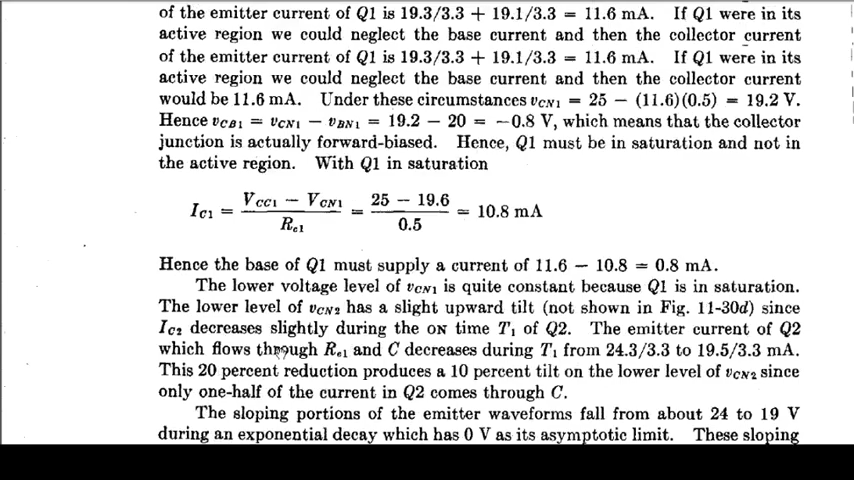 of the emitter current of Q1 is 19.3/3.3 + 19.1/3.3 = 11.6 mA. If Q1 were in its
active region we could neglect the base current and then the collector current
of the emitter current of Q1 is 19.3/3.3 + 19.1/3.3 = 11.6 mA. If Q1 were in its
active region we could neglect the base current and then the collector current
would be 11.6 mA. Under these circumstances v_CN1 = 25 − (11.6)(0.5) = 19.2 V.
Hence v_CB1 = v_CN1 − v_BN1 = 19.2 − 20 = −0.8 V, which means that the collector
junction is actually forward-biased. Hence, Q1 must be in saturation and not in
the active region. With Q1 in saturation
I_C1 = (V_CC1 − V_CN1)/R_c1 = (25 − 19.6)/0.5 = 10.8 mA
Hence the base of Q1 must supply a current of 11.6 − 10.8 = 0.8 mA.
The lower voltage level of v_CN1 is quite constant because Q1 is in saturation.
The lower level of v_CN2 has a slight upward tilt (not shown in Fig. 11-30d) since
I_C2 decreases slightly during the ON time T_1 of Q2. The emitter current of Q2
which flows through R_e1 and C decreases during T_1 from 24.3/3.3 to 19.5/3.3 mA.
This 20 percent reduction produces a 10 percent tilt on the lower level of v_CN2 since
only one-half of the current in Q2 comes through C.
The sloping portions of the emitter waveforms fall from about 24 to 19 V
during an exponential decay which has 0 V as its asymptotic limit. These sloping